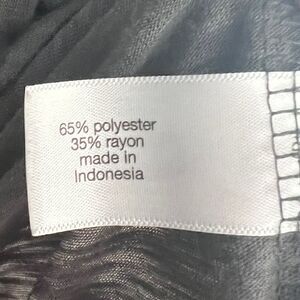 65% polyester
35% rayon
made in
Indonesia